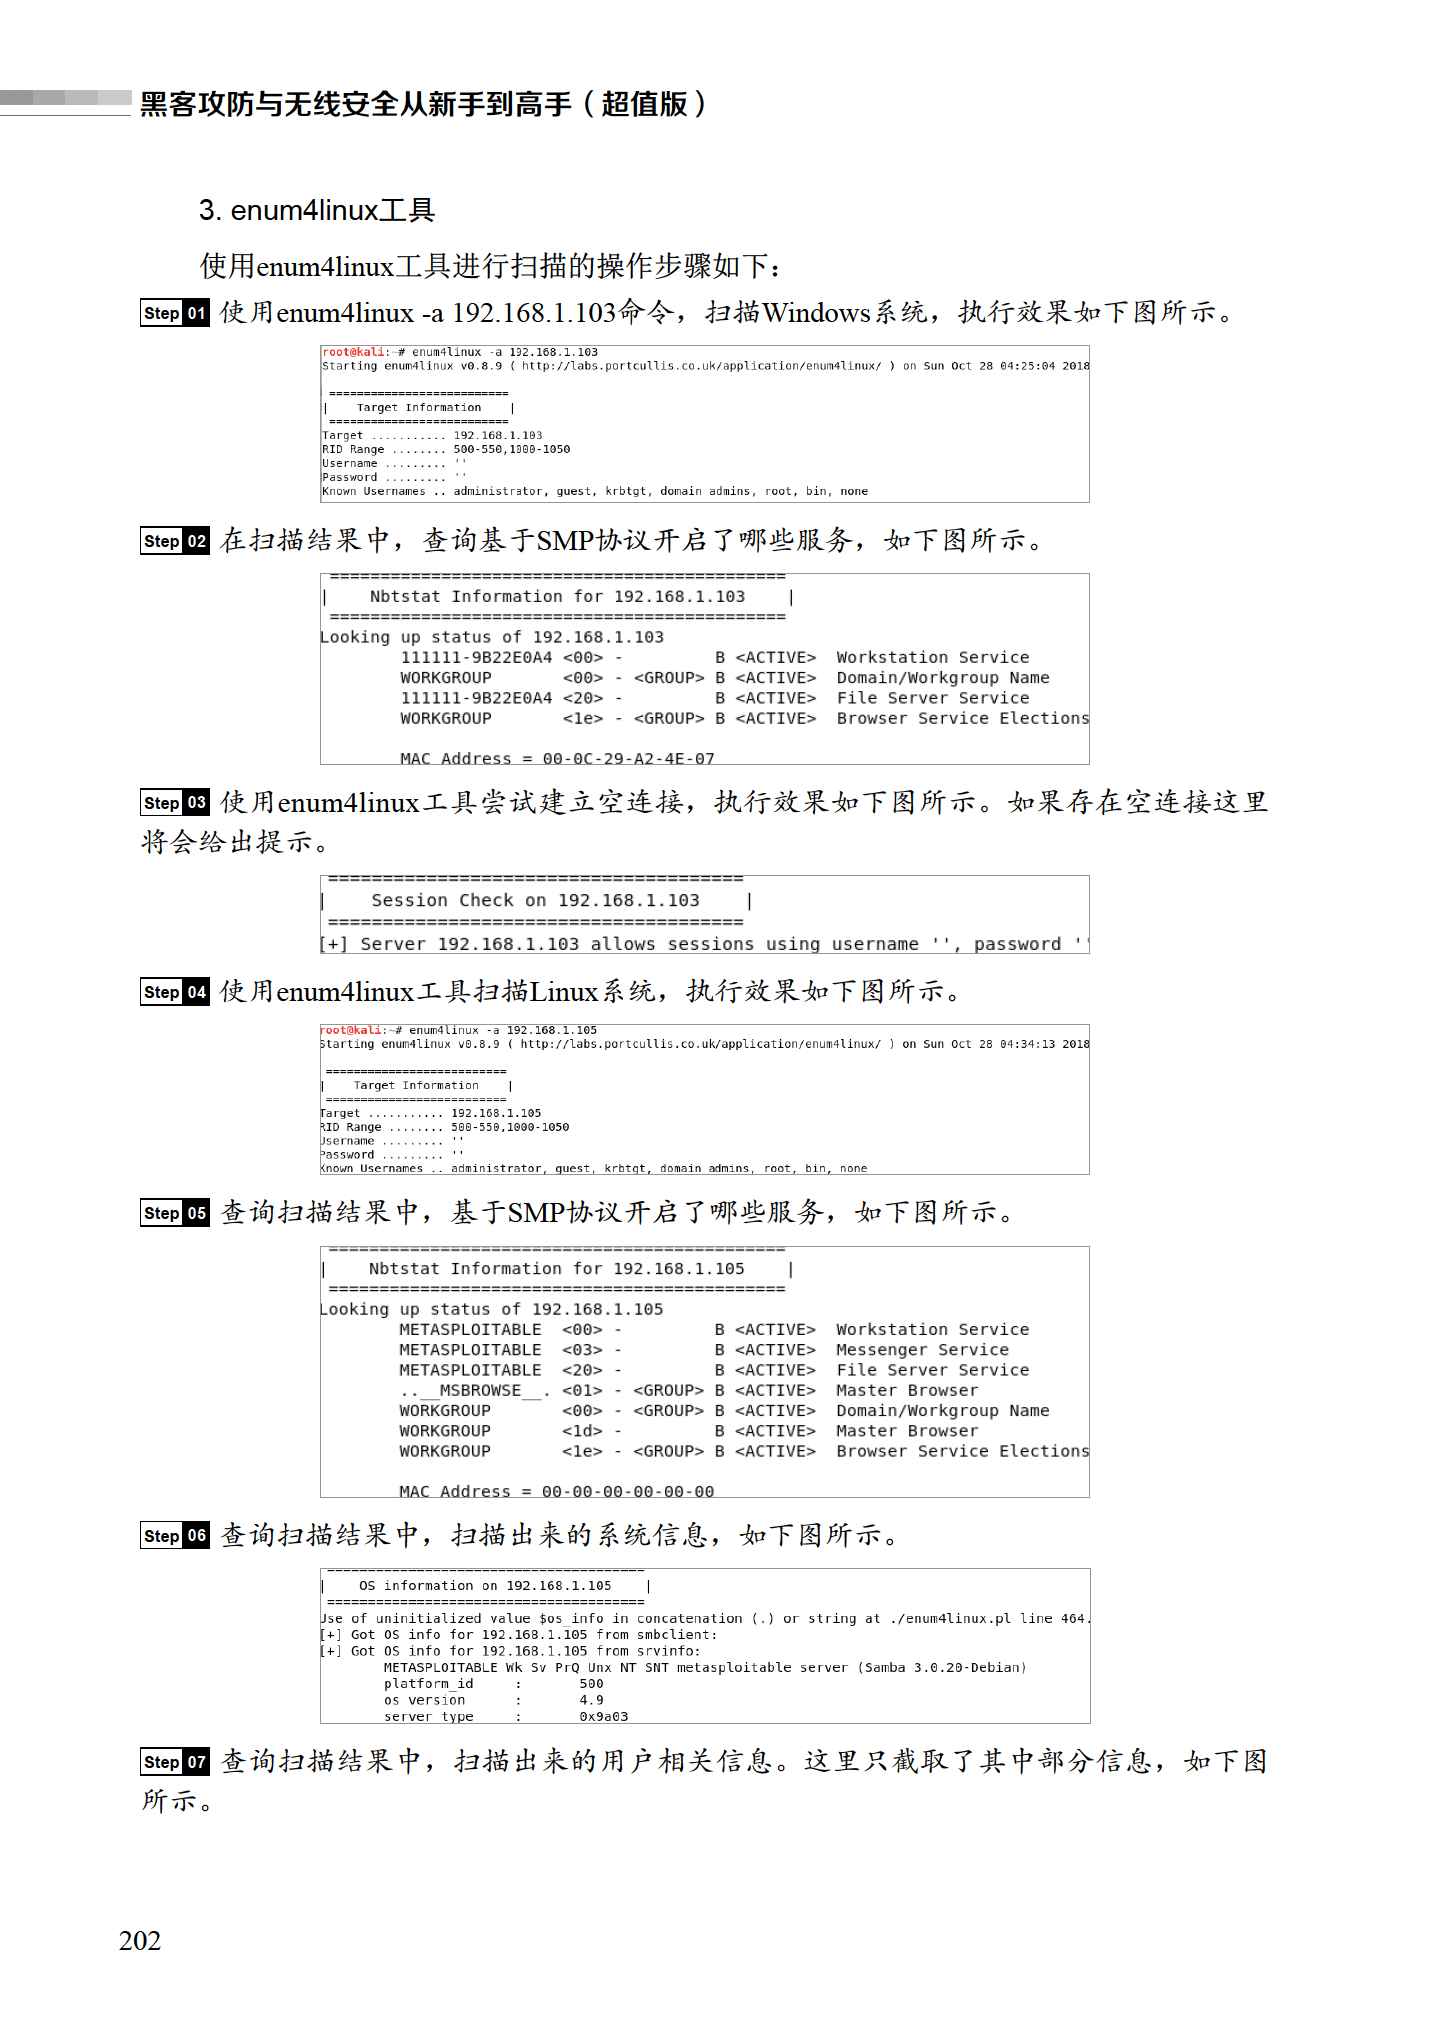 黑客攻防与无线安全从新手到高手（超值版）
3. enum4linux工具
使用enum4linux工具进行扫描的操作步骤如下：
Step 01 使用enum4linux -a 192.168.1.103命令，扫描Windows系统，执行效果如下图所示。
root@kali:~# enum4linux -a 192.168.1.103
Starting enum4linux v0.8.9 ( http://labs.portcullis.co.uk/application/enum4linux/ ) on Sun Oct 28 04:25:04 2018
==========================
|    Target Information    |
==========================
Target ........... 192.168.1.103
RID Range ........ 500-550,1000-1050
Username ......... ''
Password ......... ''
Known Usernames .. administrator, guest, krbtgt, domain admins, root, bin, none
Step 02 在扫描结果中，查询基于SMP协议开启了哪些服务，如下图所示。
=============================================
|    Nbtstat Information for 192.168.1.103    |
=============================================
Looking up status of 192.168.1.103
111111-9B22E0A4 <00> -         B <ACTIVE>  Workstation Service
WORKGROUP       <00> - <GROUP> B <ACTIVE>  Domain/Workgroup Name
111111-9B22E0A4 <20> -         B <ACTIVE>  File Server Service
WORKGROUP       <1e> - <GROUP> B <ACTIVE>  Browser Service Elections
MAC Address = 00-0C-29-A2-4E-07
Step 03 使用enum4linux工具尝试建立空连接，执行效果如下图所示。如果存在空连接这里
将会给出提示。
======================================
|    Session Check on 192.168.1.103    |
======================================
[+] Server 192.168.1.103 allows sessions using username '', password ''
Step 04 使用enum4linux工具扫描Linux系统，执行效果如下图所示。
root@kali:~# enum4linux -a 192.168.1.105
Starting enum4linux v0.8.9 ( http://labs.portcullis.co.uk/application/enum4linux/ ) on Sun Oct 28 04:34:13 2018
==========================
|    Target Information    |
==========================
Target ........... 192.168.1.105
RID Range ........ 500-550,1000-1050
Username ......... ''
Password ......... ''
Known Usernames .. administrator, guest, krbtgt, domain admins, root, bin, none
Step 05 查询扫描结果中，基于SMP协议开启了哪些服务，如下图所示。
=============================================
|    Nbtstat Information for 192.168.1.105    |
=============================================
Looking up status of 192.168.1.105
METASPLOITABLE  <00> -         B <ACTIVE>  Workstation Service
METASPLOITABLE  <03> -         B <ACTIVE>  Messenger Service
METASPLOITABLE  <20> -         B <ACTIVE>  File Server Service
..__MSBROWSE__. <01> - <GROUP> B <ACTIVE>  Master Browser
WORKGROUP       <00> - <GROUP> B <ACTIVE>  Domain/Workgroup Name
WORKGROUP       <1d> -         B <ACTIVE>  Master Browser
WORKGROUP       <1e> - <GROUP> B <ACTIVE>  Browser Service Elections
MAC Address = 00-00-00-00-00-00
Step 06 查询扫描结果中，扫描出来的系统信息，如下图所示。
=======================================
|    OS information on 192.168.1.105    |
=======================================
Use of uninitialized value $os_info in concatenation (.) or string at ./enum4linux.pl line 464.
[+] Got OS info for 192.168.1.105 from smbclient:
[+] Got OS info for 192.168.1.105 from srvinfo:
METASPLOITABLE Wk Sv PrQ Unx NT SNT metasploitable server (Samba 3.0.20-Debian)
platform_id     :       500
os version      :       4.9
server type     :       0x9a03
Step 07 查询扫描结果中，扫描出来的用户相关信息。这里只截取了其中部分信息，如下图
所示。
202